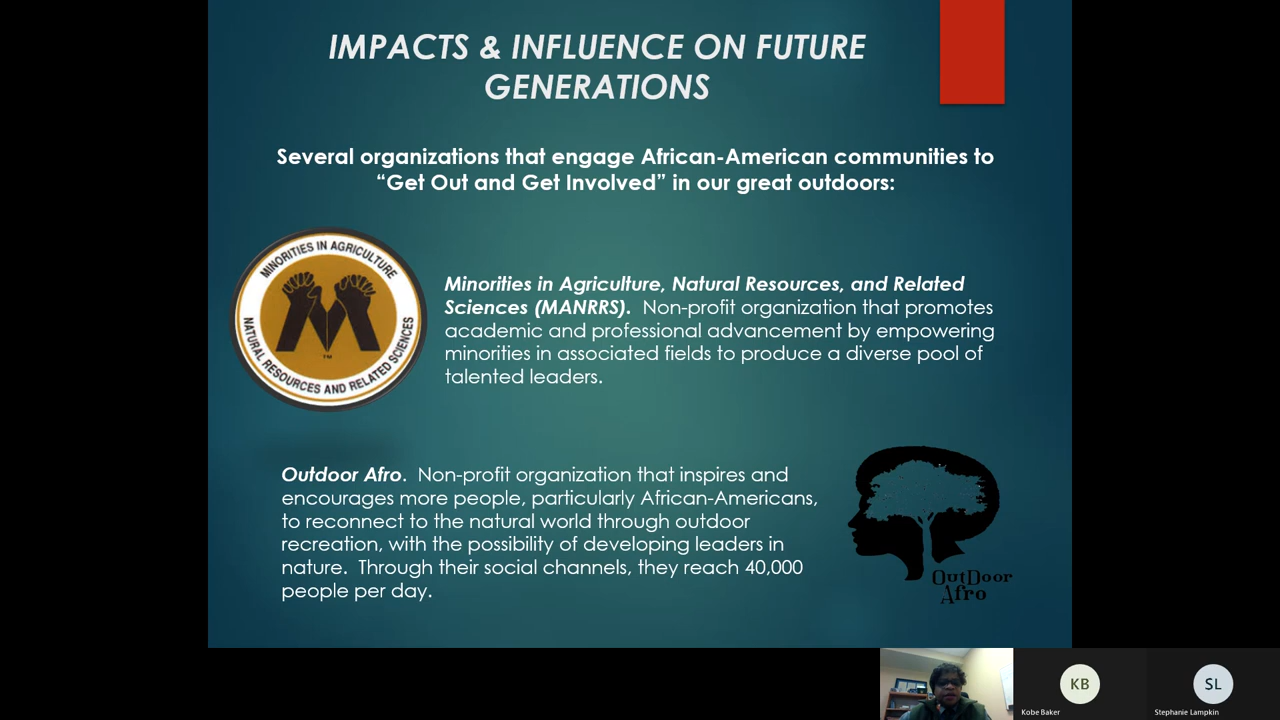 IMPACTS & INFLUENCE ON FUTURE
GENERATIONS
Several organizations that engage African-American communities to
“Get Out and Get Involved” in our great outdoors:
MINORITIES IN AGRICULTURE
M
TM
NATURAL RESOURCES AND RELATED SCIENCES
Minorities in Agriculture, Natural Resources, and Related
Sciences (MANRRS).  Non-profit organization that promotes
academic and professional advancement by empowering
minorities in associated fields to produce a diverse pool of
talented leaders.
Outdoor Afro.  Non-profit organization that inspires and
encourages more people, particularly African-Americans,
to reconnect to the natural world through outdoor
recreation, with the possibility of developing leaders in
nature.  Through their social channels, they reach 40,000
people per day.
OutDoor
Afro
KB
Kobe Baker
SL
Stephanie Lampkin